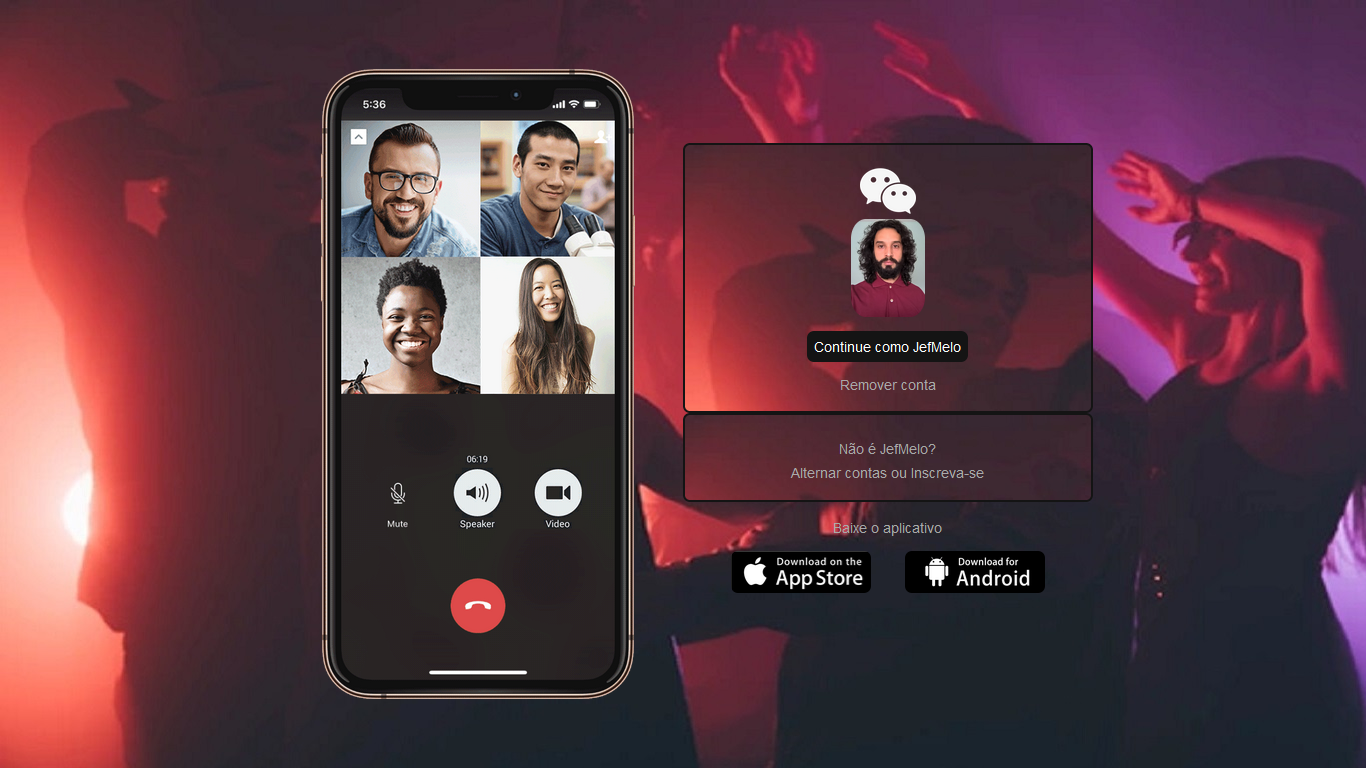 5:36
06:19
Mute
Speaker
Video
Continue como JefMelo
Remover conta
Não é JefMelo?
Alternar contas ou Inscreva-se
Baixe o aplicativo
Download on the
App Store
Download for
Android